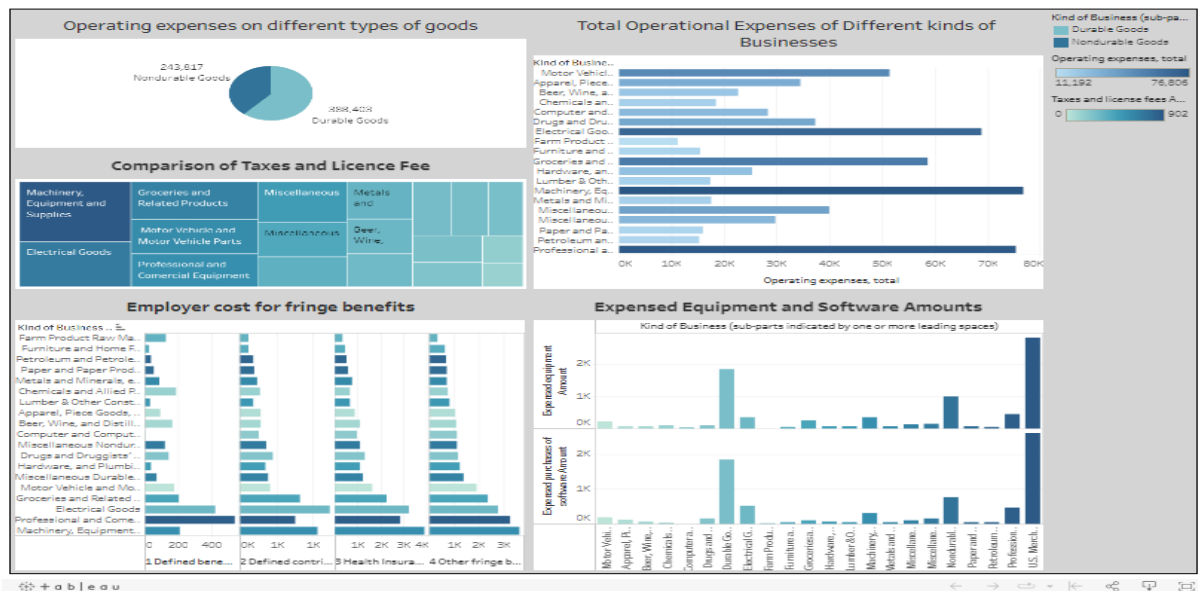 Operating expenses on different types of goods
243,817
Nondurable Goods
388,403
Durable Goods
Total Operational Expenses of Different kinds of
Businesses
Kind of Busine..
Motor Vehicl..
Apparel, Piece..
Beer, Wine, a..
Chemicals an..
Computer and..
Drugs and Dru..
Electrical Goo..
Farm Product ..
Furniture and ..
Groceries and ..
Hardware, an..
Lumber & Oth..
Machinery, Eq..
Metals and Mi..
Miscellaneou..
Miscellaneou..
Paper and Pa..
Petroleum an..
Professional a..
0K 10K 20K 30K 40K 50K 60K 70K 80K
Operating expenses, total
Kind of Business (sub-pa...
Durable Goods
Nondurable Goods
Operating expenses, total
11,192 76,806
Taxes and license fees A...
0 902
Comparison of Taxes and Licence Fee
Machinery,
Equipment and
Supplies
Electrical Goods
Groceries and
Related Products
Motor Vehicle and
Motor Vehicle Parts
Professional and
Comercial Equipment
Miscellaneous
Miscellaneous
Metals
and
Beer,
Wine,
Employer cost for fringe benefits
Kind of Business ..
Farm Product Raw Ma..
Furniture and Home F..
Petroleum and Petrole..
Paper and Paper Prod..
Metals and Minerals, e..
Chemicals and Allied P..
Lumber & Other Const..
Apparel, Piece Goods, ..
Beer, Wine, and Distill..
Computer and Comput..
Miscellaneous Nondur..
Drugs and Druggists' ..
Hardware, and Plumbi..
Miscellaneous Durable..
Motor Vehicle and Mo..
Groceries and Related ..
Electrical Goods
Professional and Come..
Machinery, Equipment..
0 200 400
0K 1K 1K
0K 1K 2K 3K 4K
0K 1K 2K 3K
1 Defined bene...
2 Defined contri...
3 Health Insura...
4 Other fringe b...
Expensed Equipment and Software Amounts
Kind of Business (sub-parts indicated by one or more leading spaces)
Expensed equipment
Amount
2K
1K
0K
Expensed purchases of
software Amount
2K
1K
0K
Motor Vehi..
Apparel, Pi..
Beer, Wine,..
Chemicals..
Computer a..
Drugs and ..
Durable Go..
Electrical G..
Farm Produ..
Furniture a..
Groceries a..
Hardware, ..
Lumber & O..
Machinery,..
Metals and ..
Miscellane..
Miscellane..
Nondurabl..
Paper and ..
Petroleum ..
Profession..
U.S. Merch..
+ a b l e a u